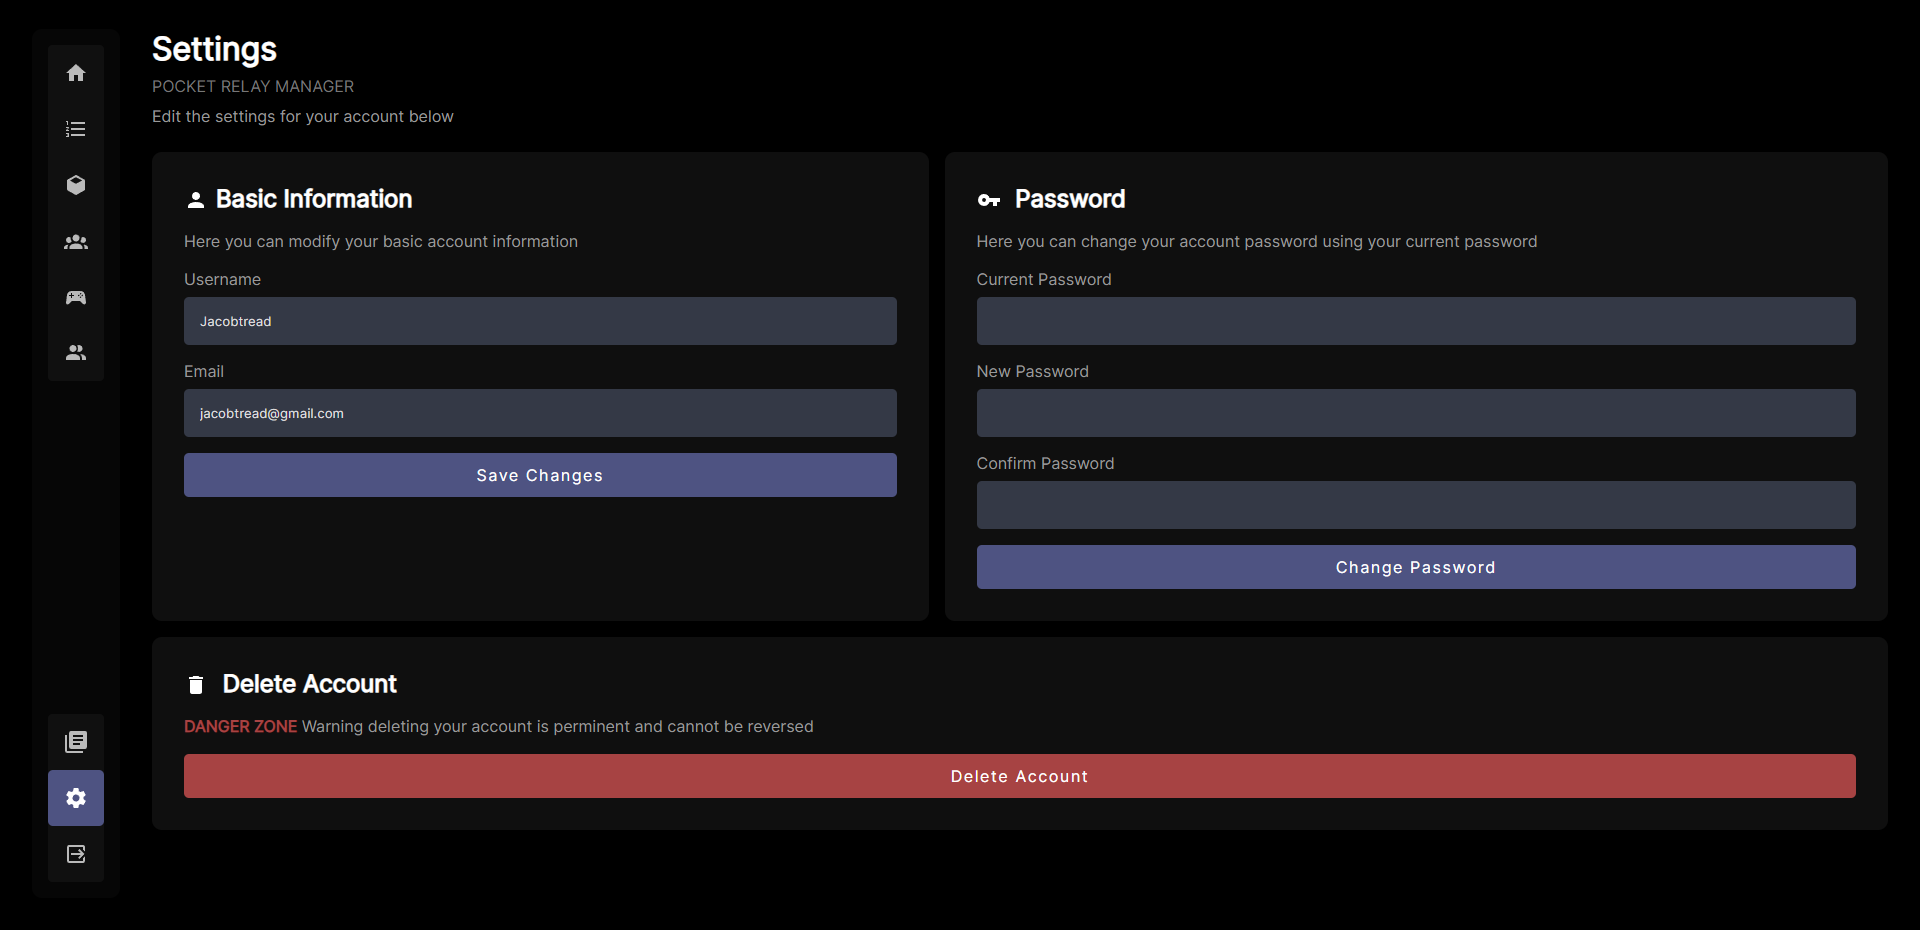 Settings
POCKET RELAY MANAGER
Edit the settings for your account below
Basic Information
Here you can modify your basic account information
Username
Jacobtread
Email
jacobtread@gmail.com
Save Changes
Password
Here you can change your account password using your current password
Current Password
New Password
Confirm Password
Change Password
Delete Account
DANGER ZONE Warning deleting your account is perminent and cannot be reversed
Delete Account